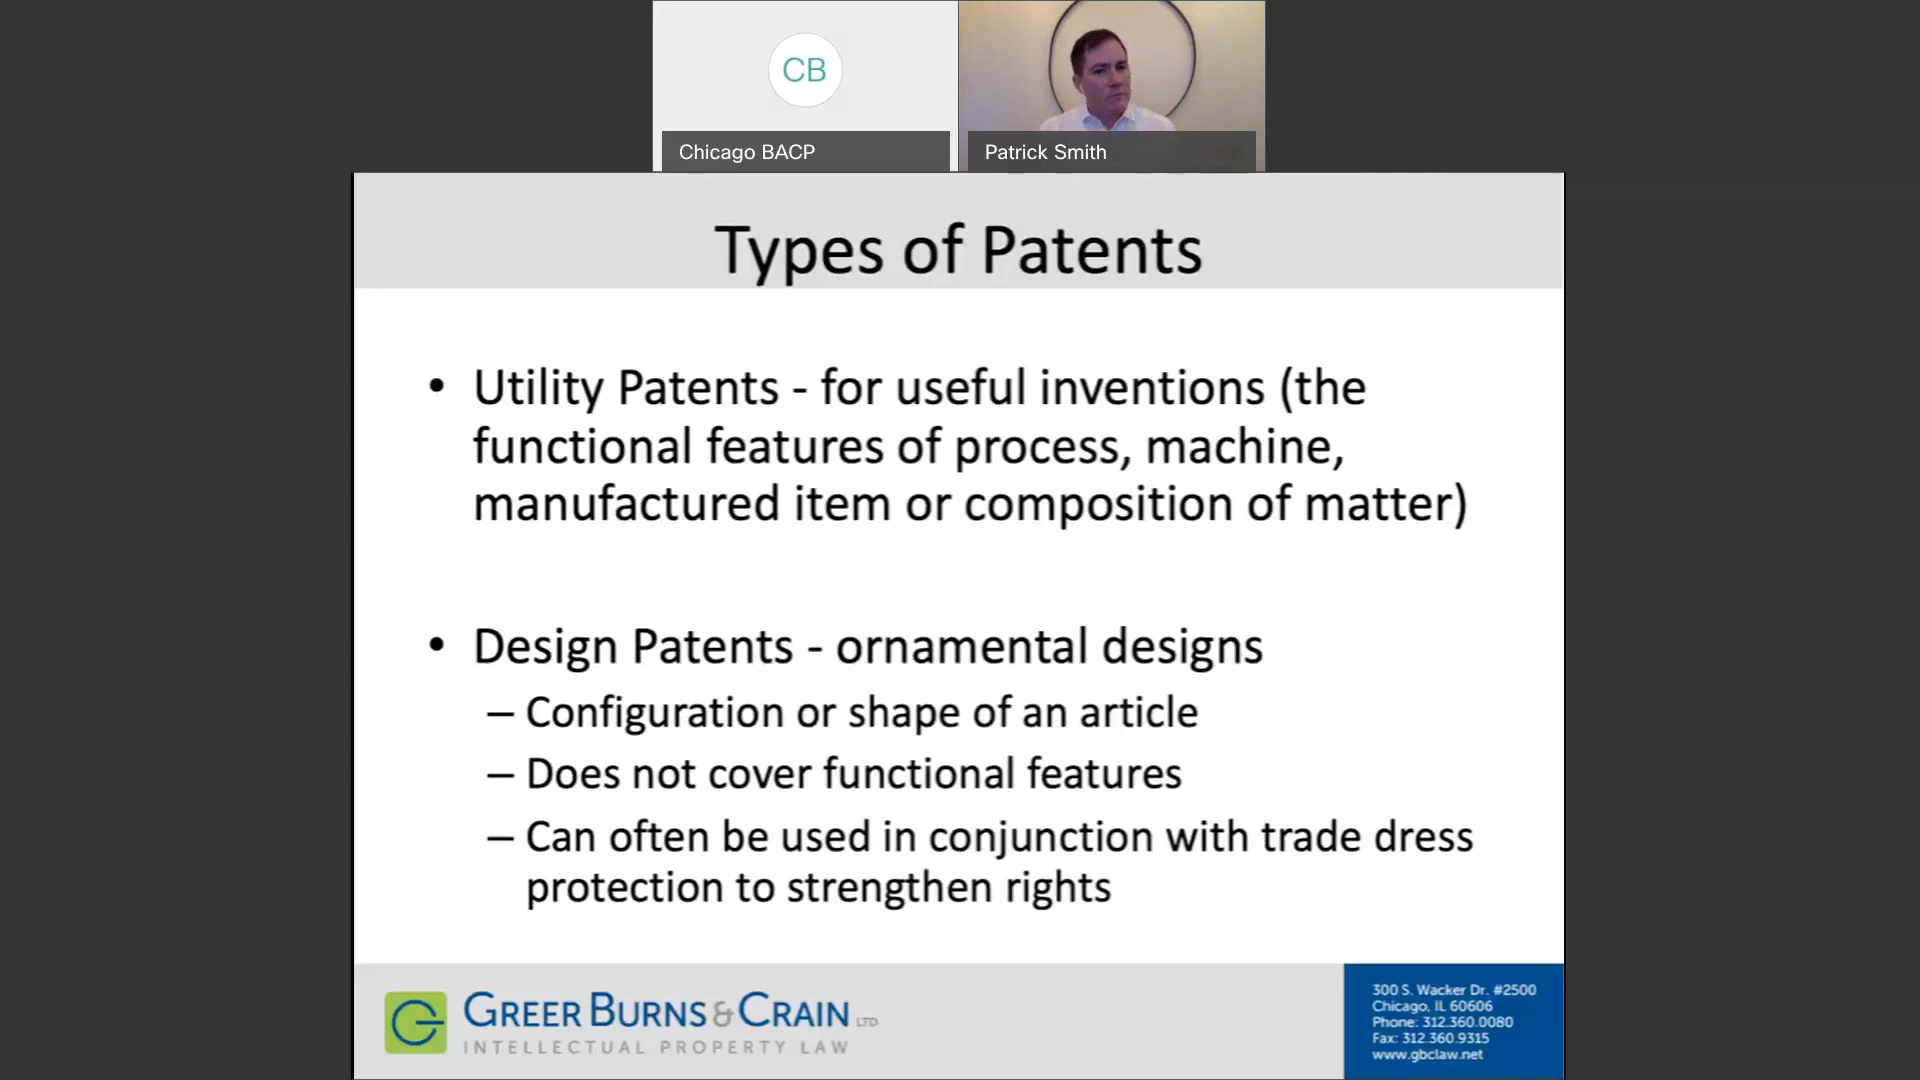 CB
Chicago BACP
Patrick Smith
Types of Patents
• Utility Patents - for useful inventions (the
functional features of process, machine,
manufactured item or composition of matter)
• Design Patents - ornamental designs
– Configuration or shape of an article
– Does not cover functional features
– Can often be used in conjunction with trade dress
protection to strengthen rights
GREER BURNS & CRAIN LTD
INTELLECTUAL PROPERTY LAW
300 S. Wacker Dr. #2500
Chicago, IL 60606
Phone: 312.360.0080
Fax: 312.360.9315
www.gbclaw.net